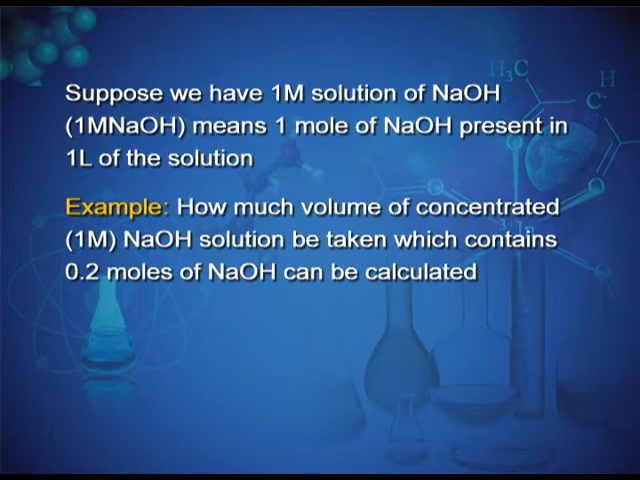 Suppose we have 1M solution of NaOH
(1MNaOH) means 1 mole of NaOH present in
1L of the solution
Example: How much volume of concentrated
(1M) NaOH solution be taken which contains
0.2 moles of NaOH can be calculated
H₃C
H
C